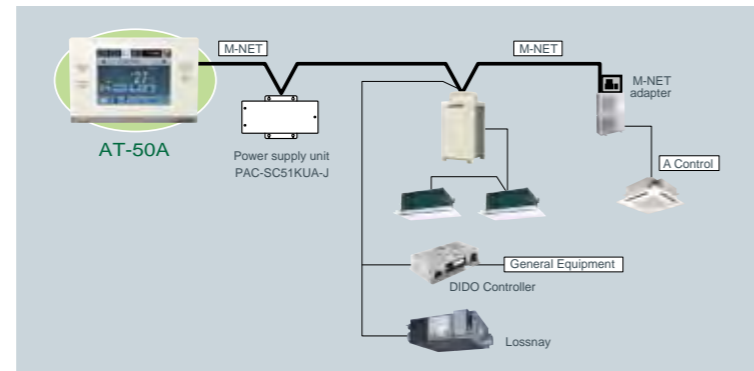 M-NET
M-NET
M-NET
adapter
AT-50A
Power supply unit
PAC-SC51KUA-J
A Control
General Equipment
DIDO Controller
Lossnay